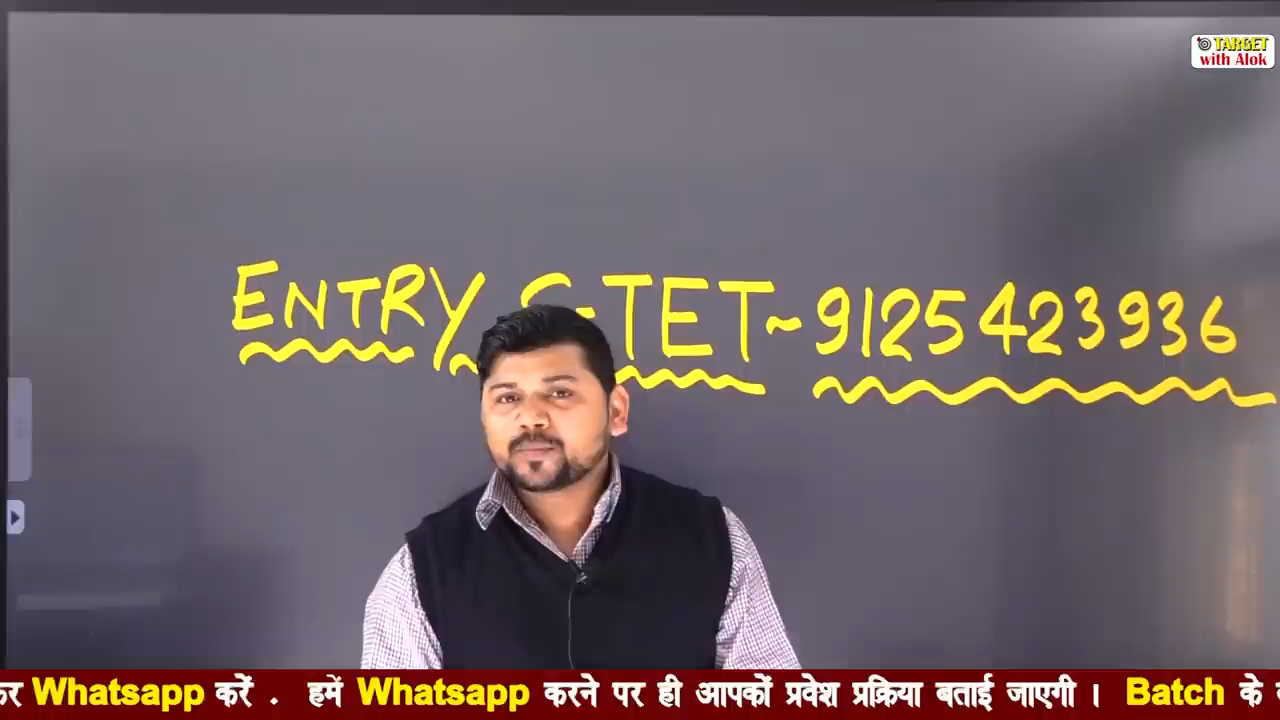 TARGET
with Alok
ENTRY C-TET ~ 9125423936
Whatsapp करें . हमें Whatsapp करने पर ही आपकों प्रवेश प्रक्रिया बताई जाएगी । Batch के